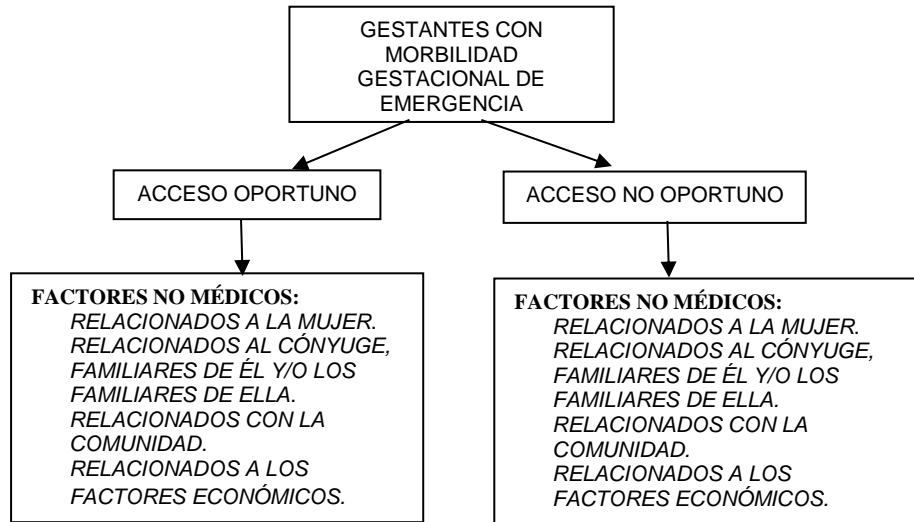 GESTANTES CON
MORBILIDAD
GESTACIONAL DE
EMERGENCIA
ACCESO OPORTUNO
ACCESO NO OPORTUNO
FACTORES NO MÉDICOS:
RELACIONADOS A LA MUJER.
RELACIONADOS AL CÓNYUGE,
FAMILIARES DE ÉL Y/O LOS
FAMILIARES DE ELLA.
RELACIONADOS CON LA
COMUNIDAD.
RELACIONADOS A LOS
FACTORES ECONÓMICOS.
FACTORES NO MÉDICOS:
RELACIONADOS A LA MUJER.
RELACIONADOS AL CÓNYUGE,
FAMILIARES DE ÉL Y/O LOS
FAMILIARES DE ELLA.
RELACIONADOS CON LA
COMUNIDAD.
RELACIONADOS A LOS
FACTORES ECONÓMICOS.